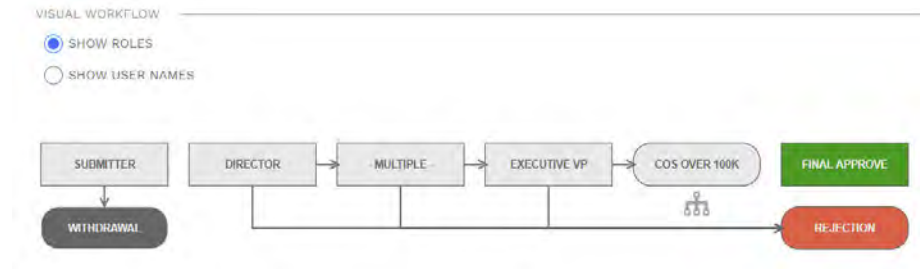 VISUAL WORKFLOW
SHOW ROLES
SHOW USER NAMES
SUBMITTER
DIRECTOR
-MULTIPLE-
EXECUTIVE VP
COS OVER 100K
FINAL APPROVE
WITHDRAWAL
REJECTION